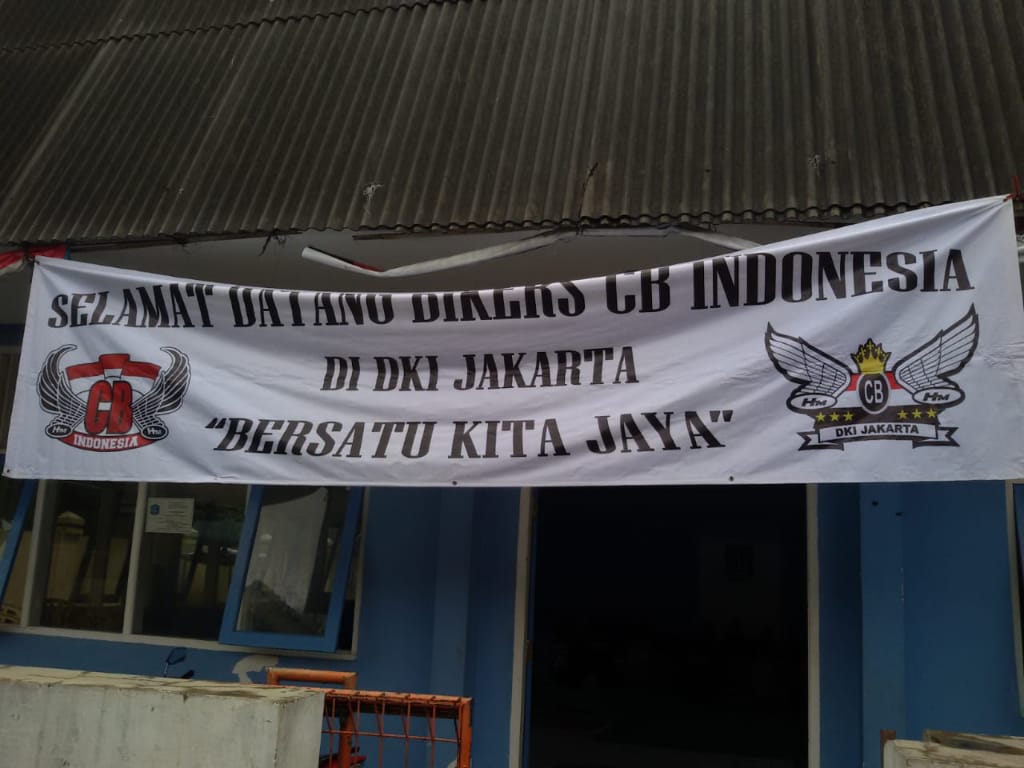 SELAMAT DATANG BIKERS CB INDONESIA
DI DKI JAKARTA
"BERSATU KITA JAYA"
CB
HM HM
INDONESIA
CB
HM HM
DKI JAKARTA